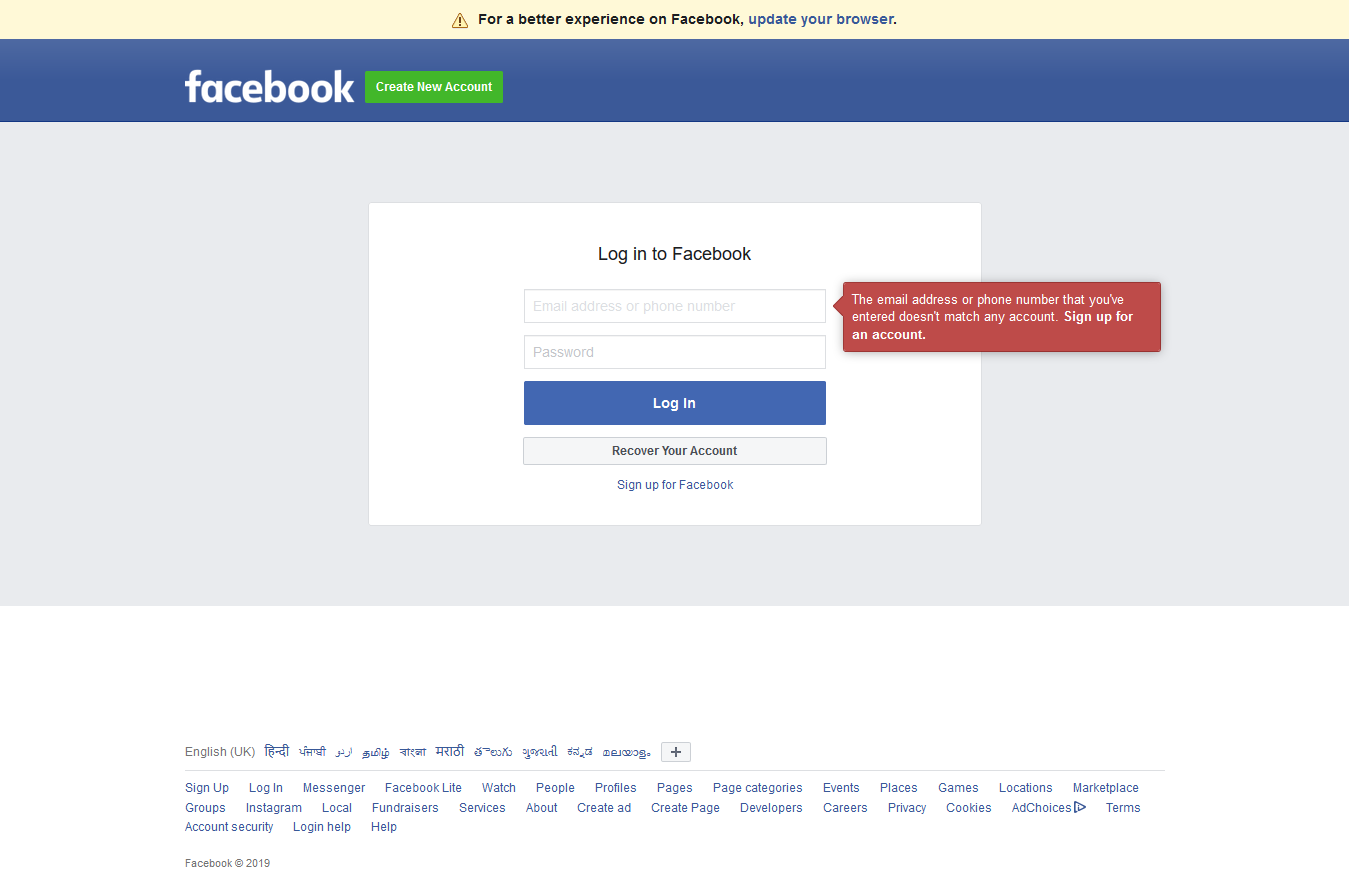 For a better experience on Facebook, update your browser.
facebook
Create New Account
Log in to Facebook
Email address or phone number
The email address or phone number that you've
entered doesn't match any account. Sign up for
an account.
Password
Log In
Recover Your Account
Sign up for Facebook
English (UK) हिन्दी ਪੰਜਾਬੀ اردو தமிழ் বাংলা मराठी తెలుగు ગુજરાતી ಕನ್ನಡ മലയാളം +
Sign Up Log In Messenger Facebook Lite Watch People Profiles Pages Page categories Events Places Games Locations Marketplace
Groups Instagram Local Fundraisers Services About Create ad Create Page Developers Careers Privacy Cookies AdChoices Terms
Account security Login help Help
Facebook © 2019